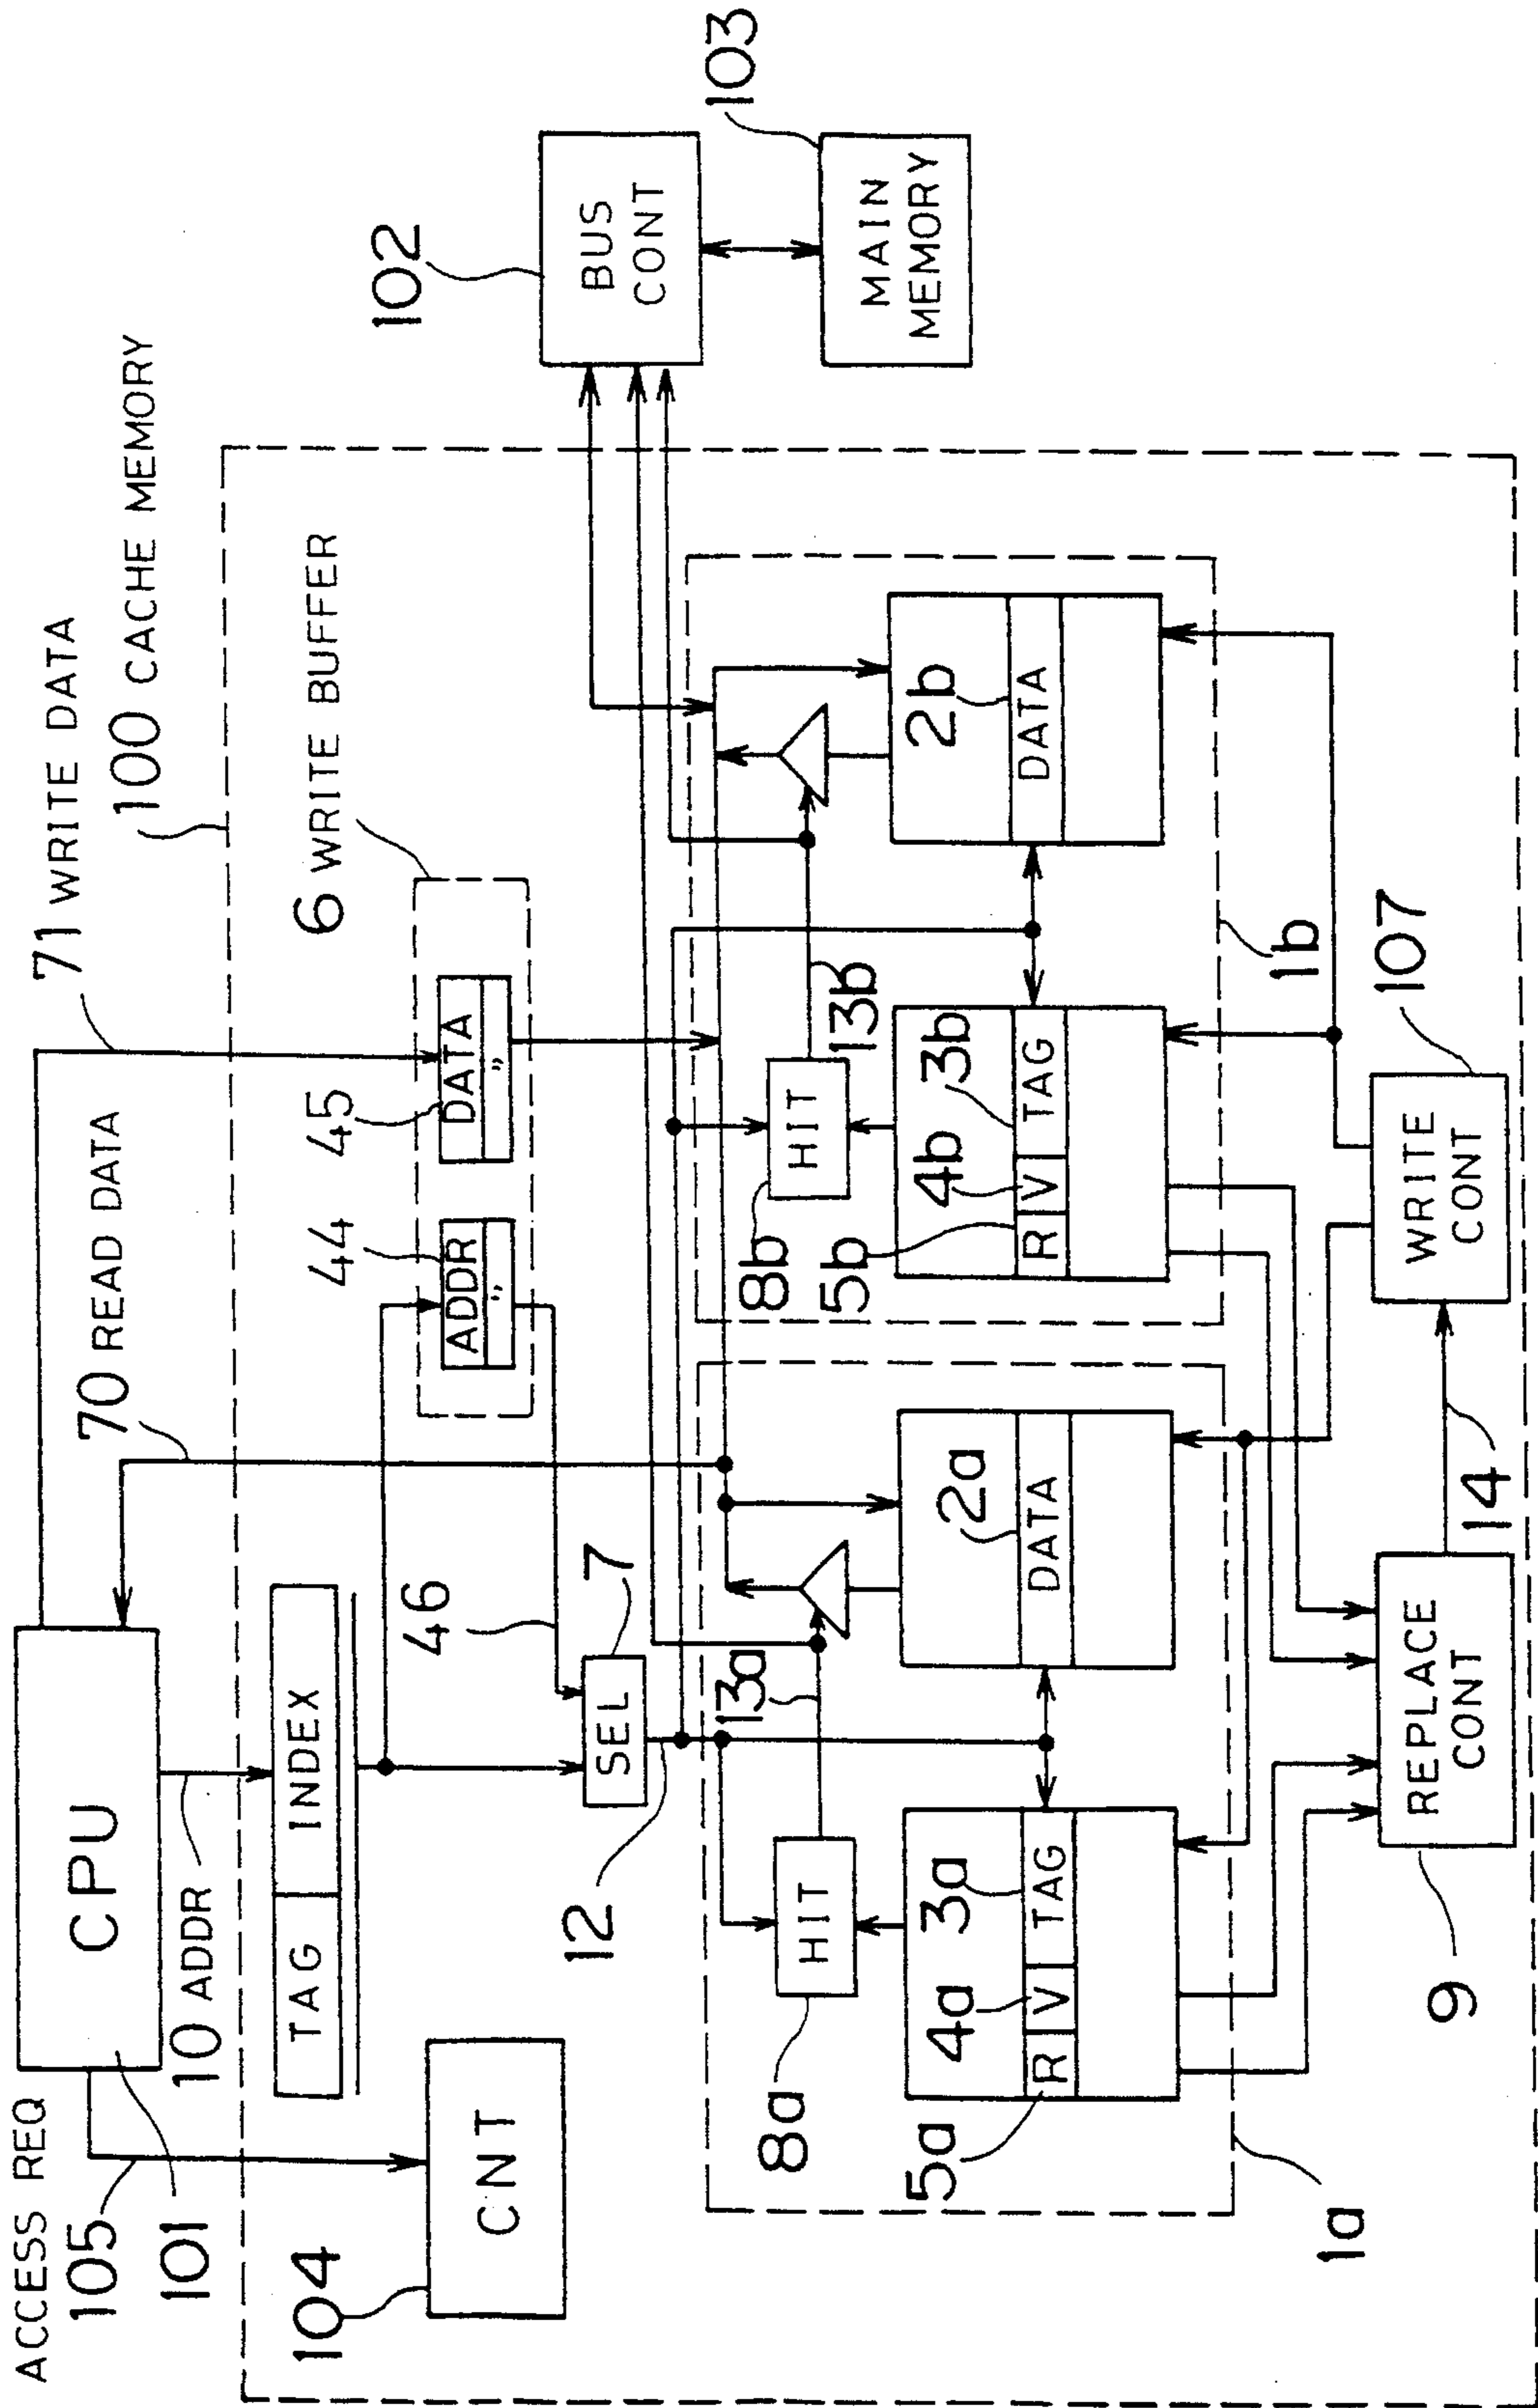 ACCESS REQ
105
101
CPU
10 ADDR
TAG
INDEX
104
CNT
70 READ DATA
71 WRITE DATA
100 CACHE MEMORY
6 WRITE BUFFER
44
ADDR
"
45
DATA
"
46
SEL
7
12
8a
HIT
13a
4a
3a
R
V
TAG
5a
2a
DATA
1a
8b
HIT
13b
4b
3b
R
V
TAG
5b
2b
DATA
1b
102
BUS
CONT
103
MAIN
MEMORY
9
REPLACE
CONT
14
107
WRITE
CONT